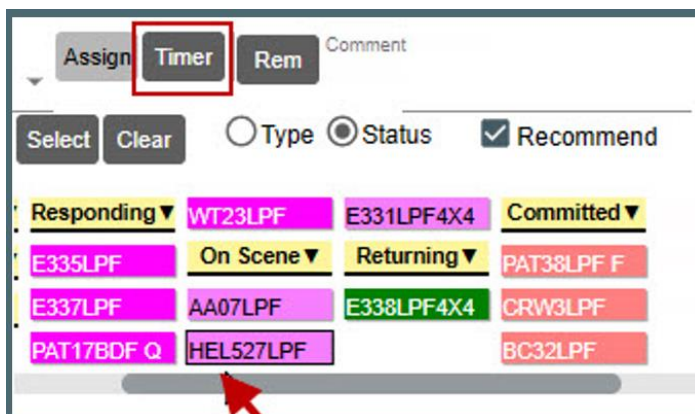 Assign Timer Rem Comment
Select Clear Type Status Recommend
Responding▼ WT23LPF E331LPF4X4 Committed▼
E335LPF On Scene▼ Returning▼ PAT38LPF F
E337LPF AA07LPF E338LPF4X4 CRW3LPF
PAT17BDF Q HEL527LPF BC32LPF